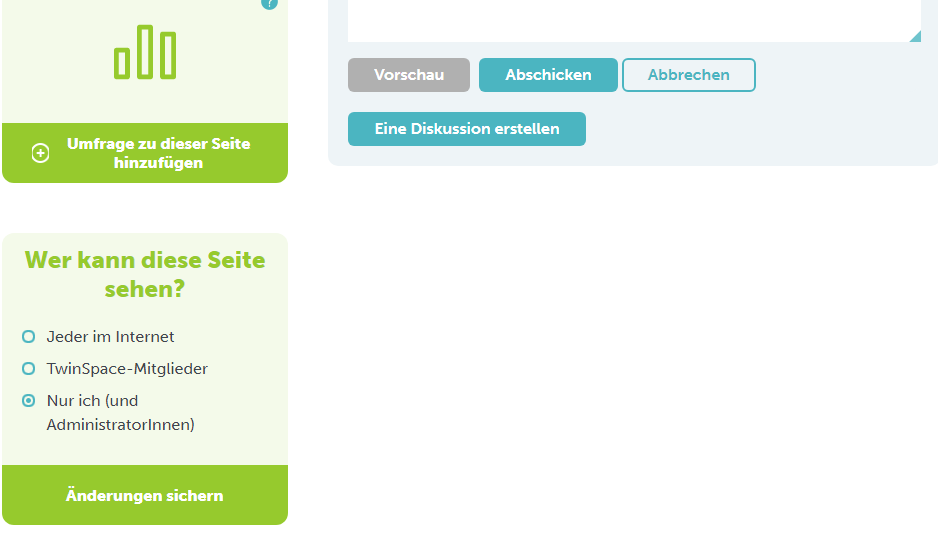 ?
Vorschau
Abschicken
Abbrechen
Eine Diskussion erstellen
Umfrage zu dieser Seite
hinzufügen
Wer kann diese Seite
sehen?
Jeder im Internet
TwinSpace-Mitglieder
Nur ich (und
AdministratorInnen)
Änderungen sichern